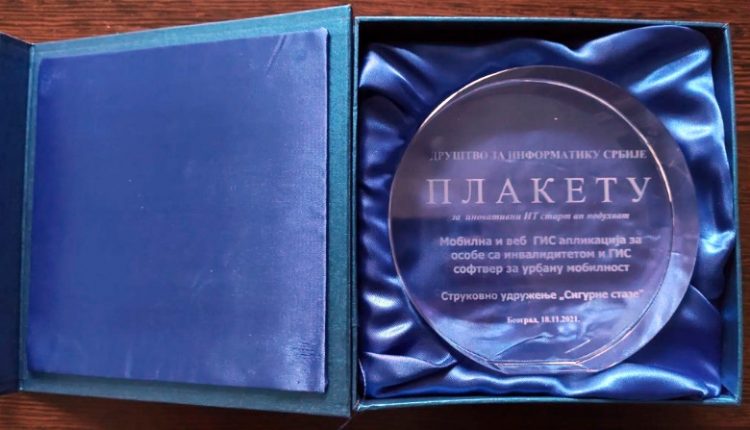 ДРУШТВО ЗА ИНФОРМАТИКУ СРБИЈЕ
ПЛАКЕТУ
за иновативни ИТ старт ап подухват
Мобилна и веб ГИС апликација за
особе са инвалидитетом и ГИС
софтвер за урбану мобилност
Струковно удружење „Сигурне стазе"
Београд, 18.11.2021.